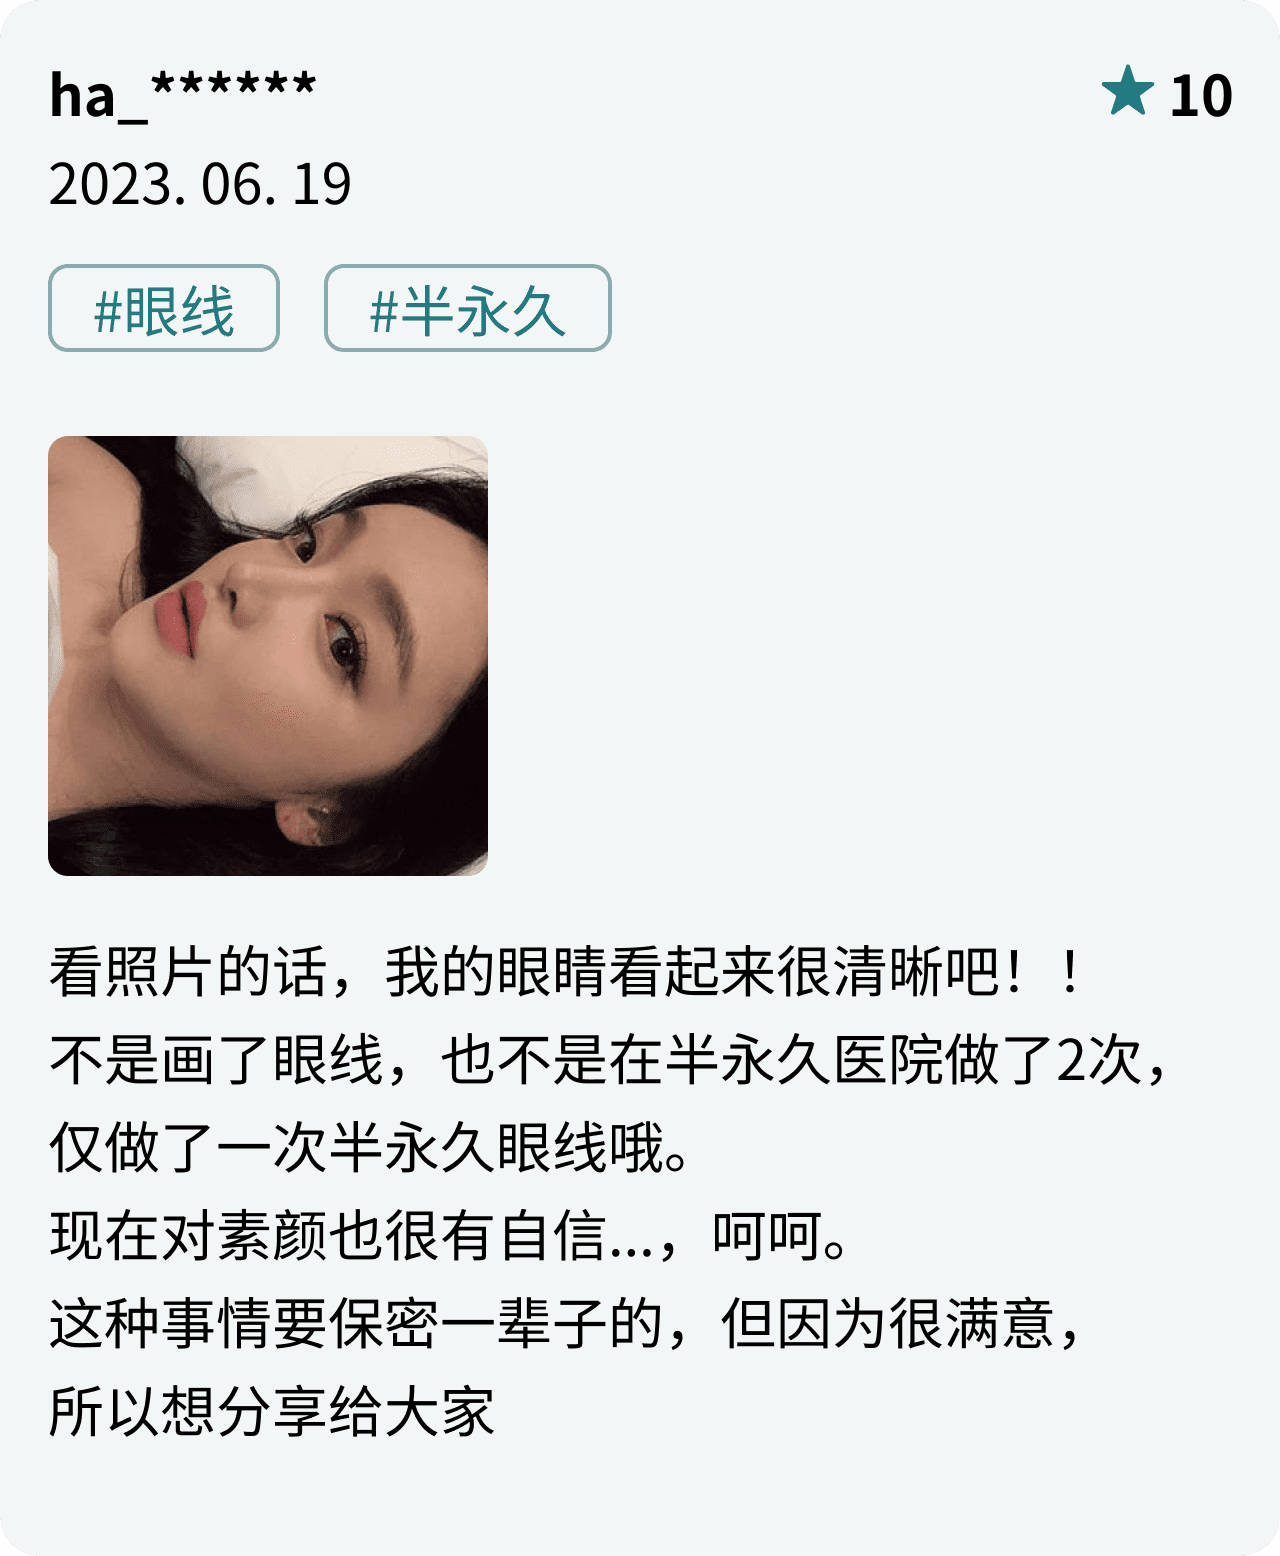 ha_******
★ 10
2023. 06. 19
#眼线 #半永久
看照片的话，我的眼睛看起来很清晰吧！！
不是画了眼线，也不是在半永久医院做了2次，
仅做了一次半永久眼线哦。
现在对素颜也很有自信...，呵呵。
这种事情要保密一辈子的，但因为很满意，
所以想分享给大家